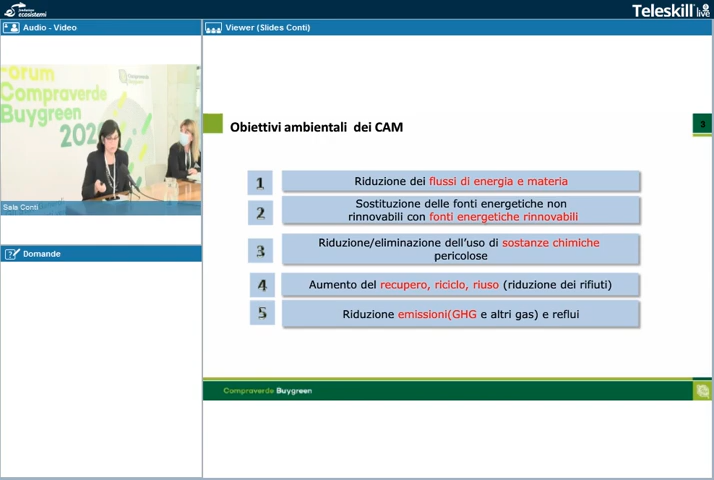 fondazione
ecosistemi
Teleskill live
Audio - Video
Viewer (Slides Conti)
Forum
Compraverde
Buygreen
202
Sala Conti
Domande
Obiettivi ambientali dei CAM
3
1
Riduzione dei flussi di energia e materia
2
Sostituzione delle fonti energetiche non
rinnovabili con fonti energetiche rinnovabili
3
Riduzione/eliminazione dell'uso di sostanze chimiche
pericolose
4
Aumento del recupero, riciclo, riuso (riduzione dei rifiuti)
5
Riduzione emissioni(GHG e altri gas) e reflui
Compraverde Buygreen